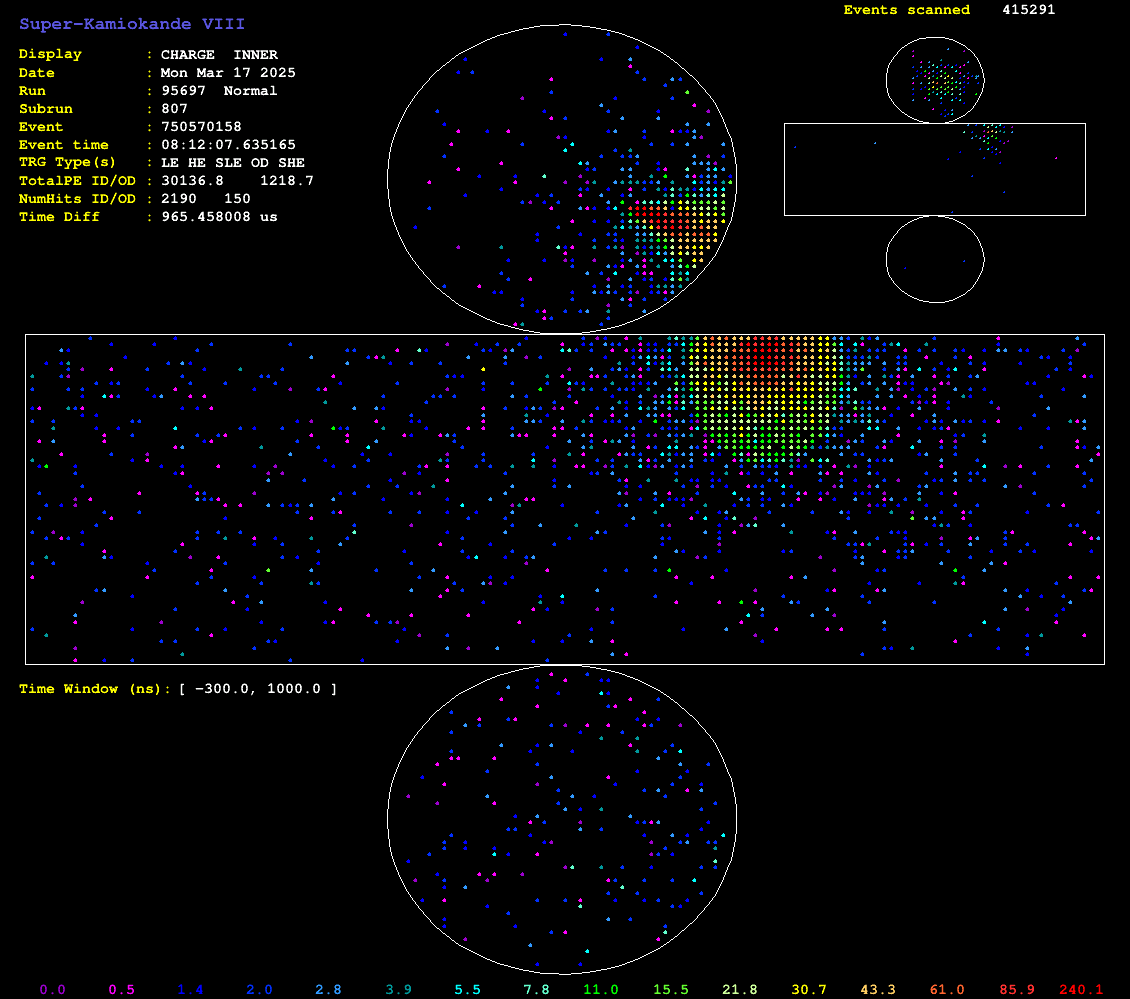 Super-Kamiokande VIII
Events scanned 415291
Display : CHARGE INNER
Date : Mon Mar 17 2025
Run : 95697 Normal
Subrun : 807
Event : 750570158
Event time : 08:12:07.635165
TRG Type(s) : LE HE SLE OD SHE
TotalPE ID/OD : 30136.8 1218.7
NumHits ID/OD : 2190 150
Time Diff : 965.458008 us
Time Window (ns): [ -300.0, 1000.0 ]
0.0 0.5 1.4 2.0 2.8 3.9 5.5 7.8 11.0 15.5 21.8 30.7 43.3 61.0 85.9 240.1